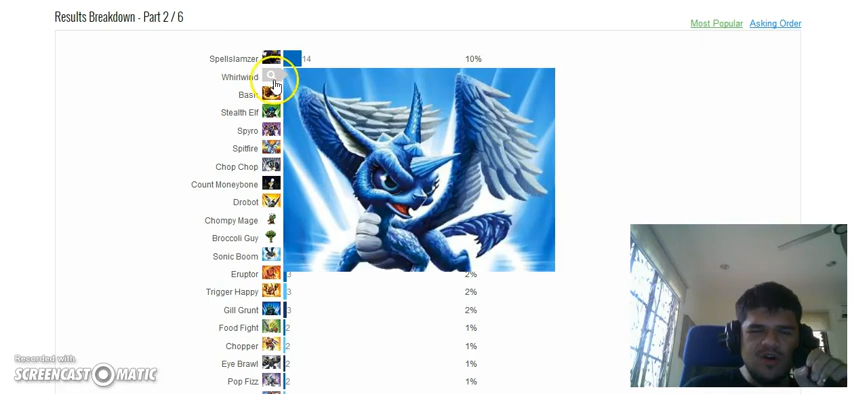 Results Breakdown - Part 2 / 6
Most Popular Asking Order
Spellslamzer 14 10%
Whirlwind
Bash
Stealth Elf
Spyro
Spitfire
Chop Chop
Count Moneybone
Drobot
Chompy Mage
Broccoli Guy
Sonic Boom
Eruptor 3 2%
Trigger Happy 3 2%
Gill Grunt 3 2%
Food Fight 2 1%
Chopper 2 1%
Eye Brawl 2 1%
Pop Fizz 2 1%
Recorded with
SCREENCAST-O-MATIC